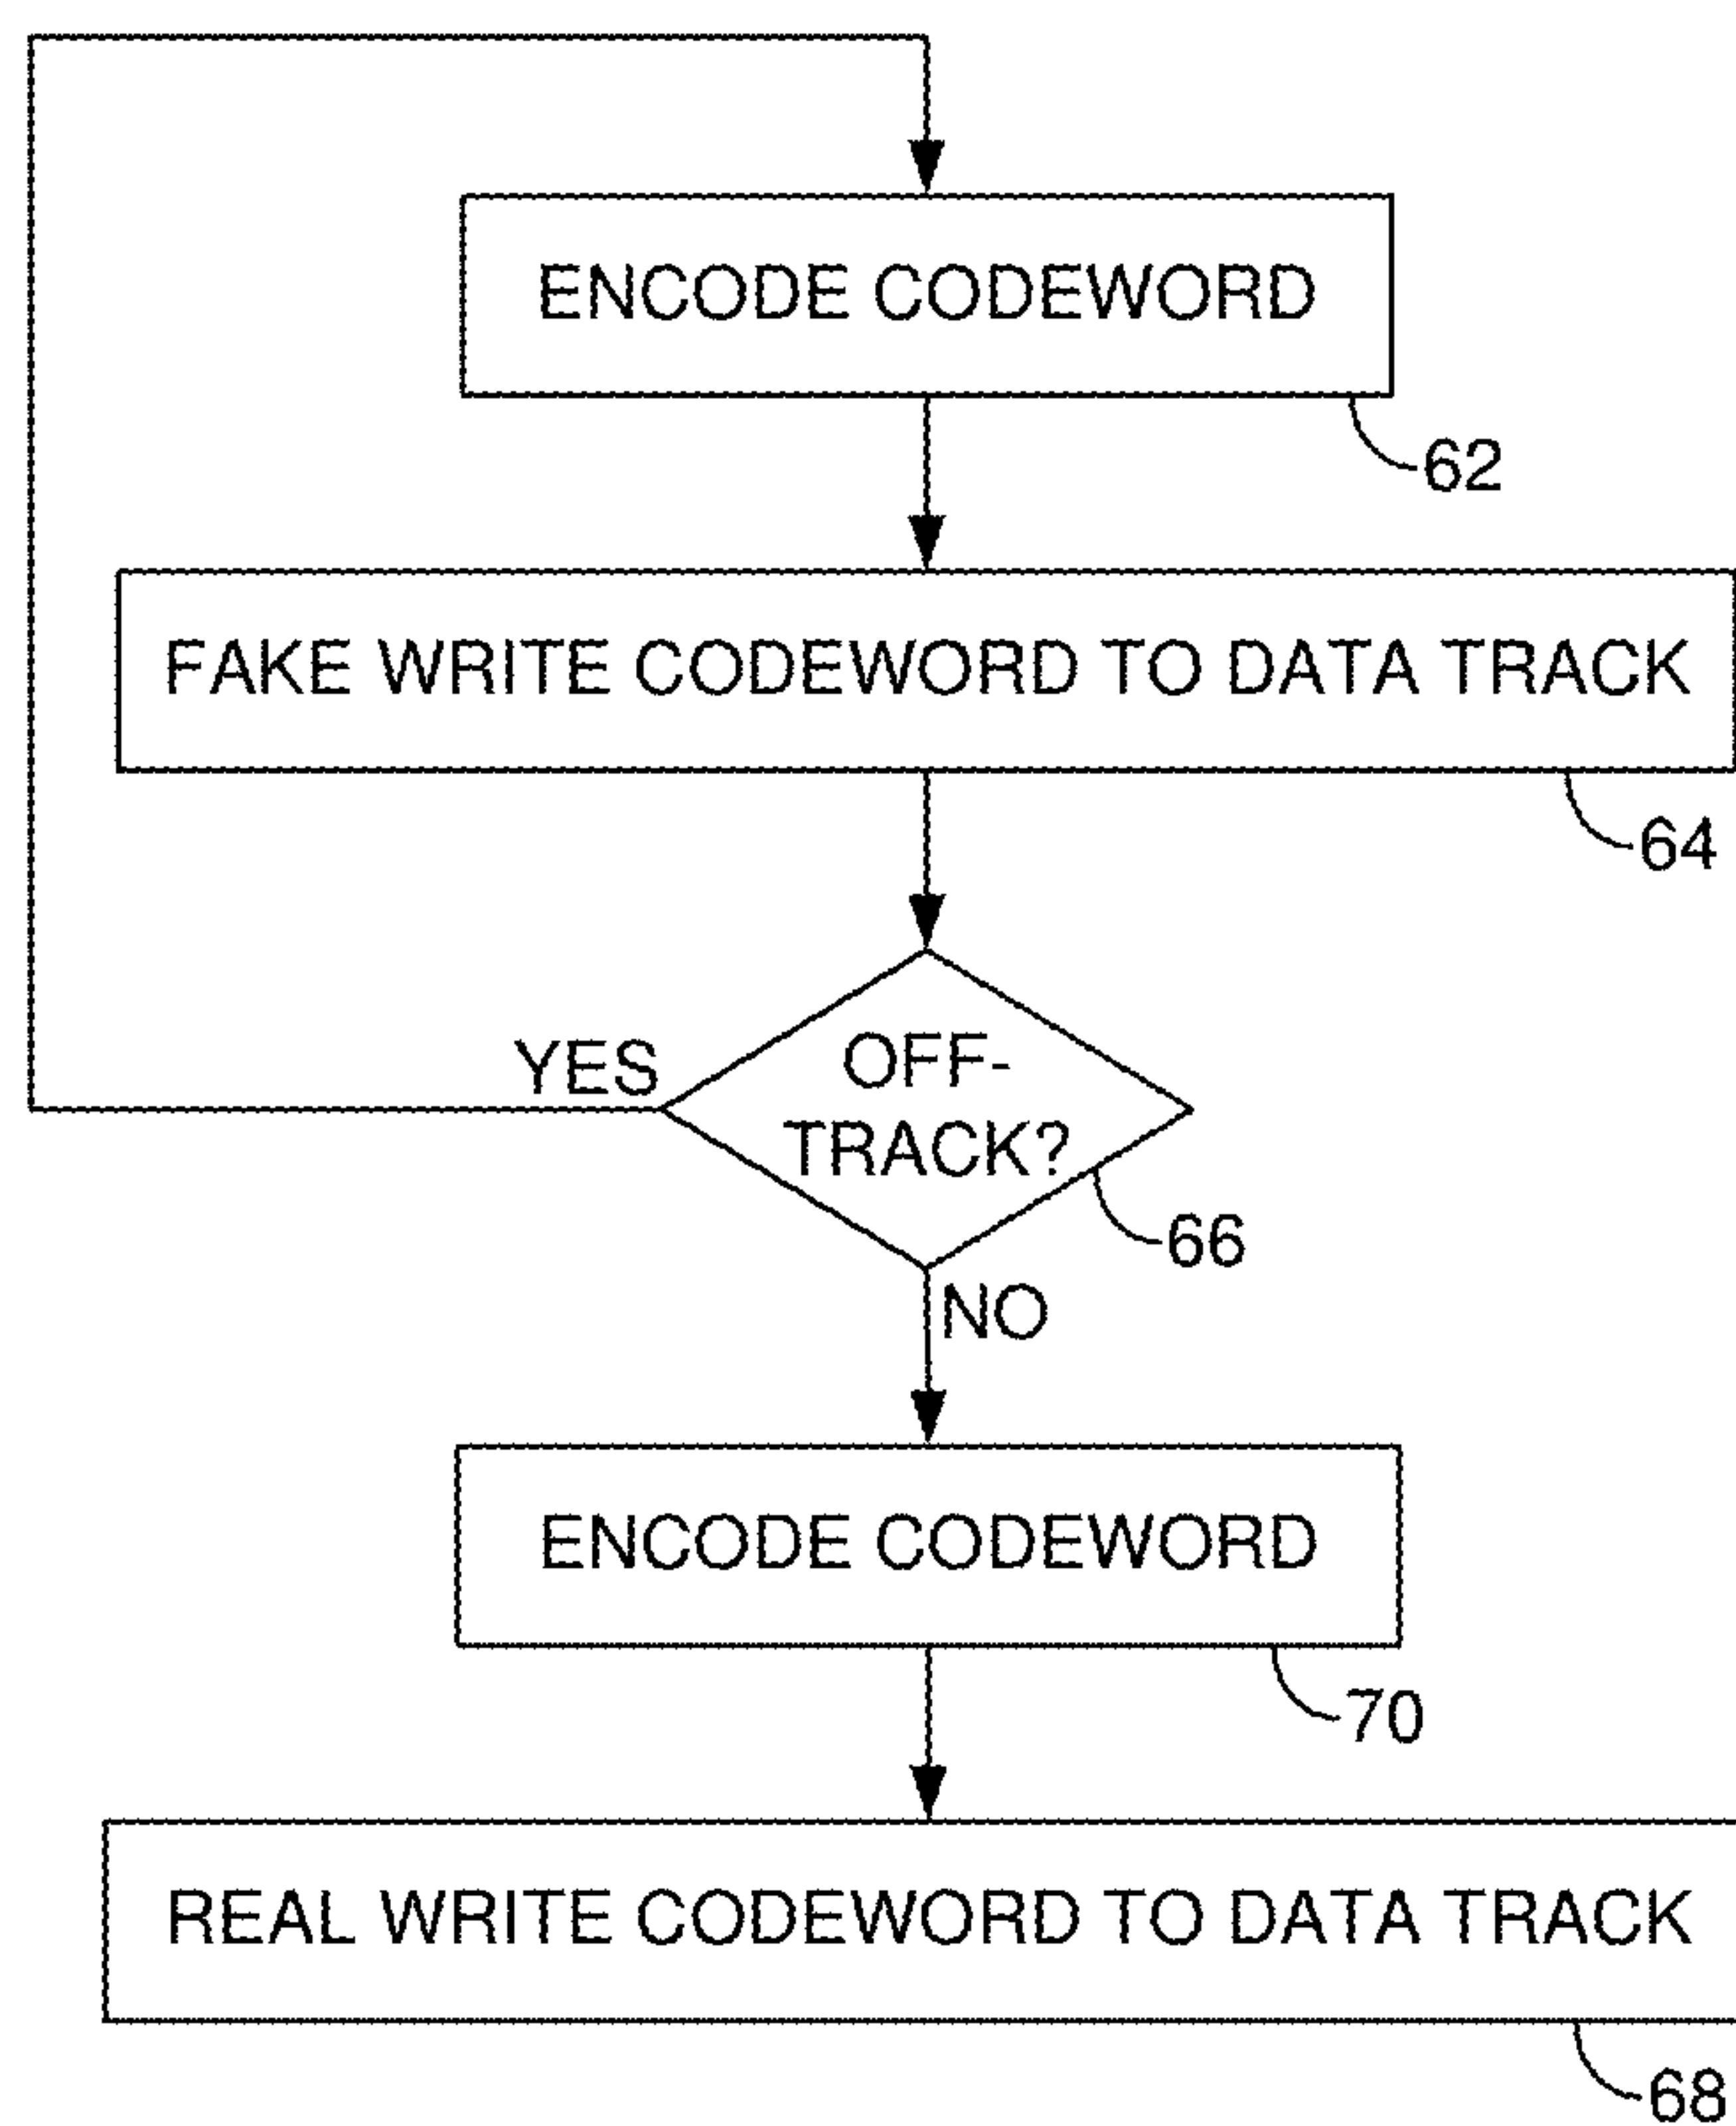 ENCODE CODEWORD
62
FAKE WRITE CODEWORD TO DATA TRACK
64
YES
OFF-
TRACK?
66
NO
ENCODE CODEWORD
70
REAL WRITE CODEWORD TO DATA TRACK
68